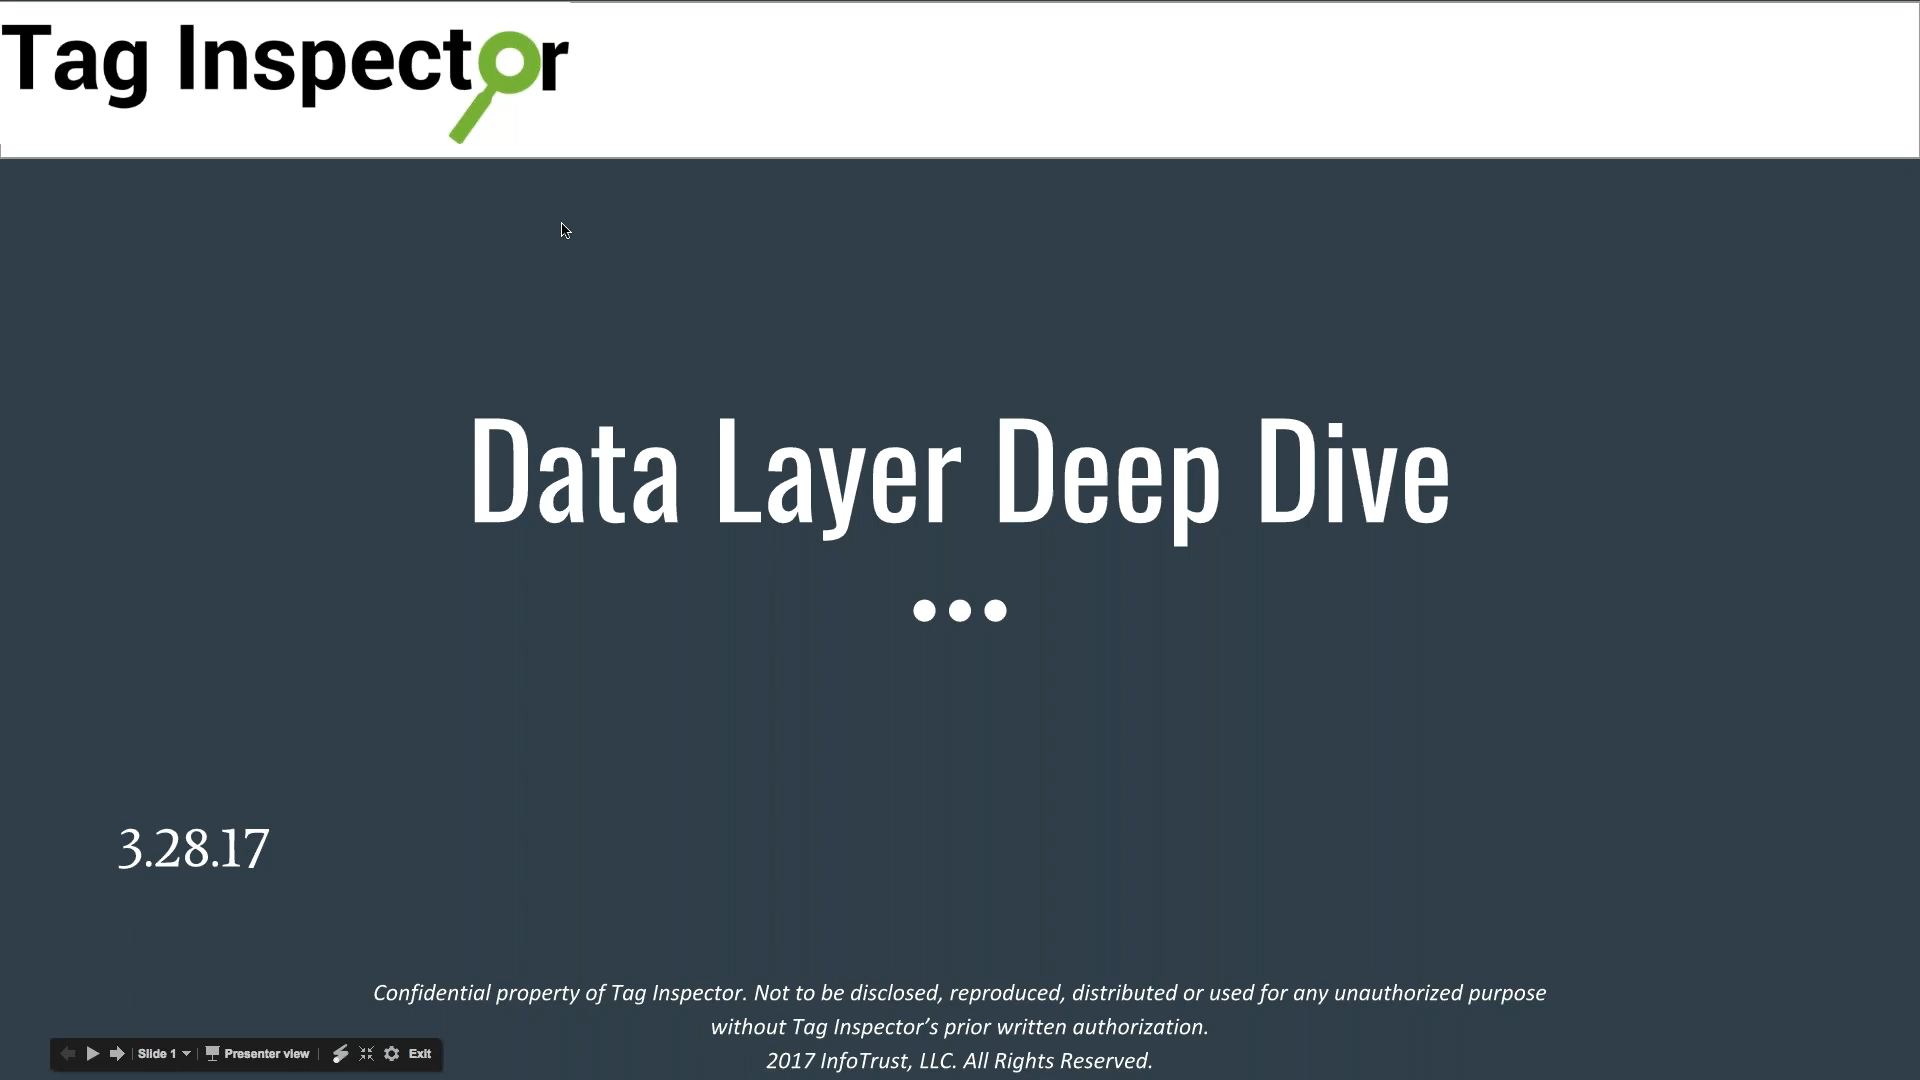 Tag Inspector
Data Layer Deep Dive
3.28.17
Confidential property of Tag Inspector. Not to be disclosed, reproduced, distributed or used for any unauthorized purpose
without Tag Inspector’s prior written authorization.
2017 InfoTrust, LLC. All Rights Reserved.
Slide 1 Presenter view Exit